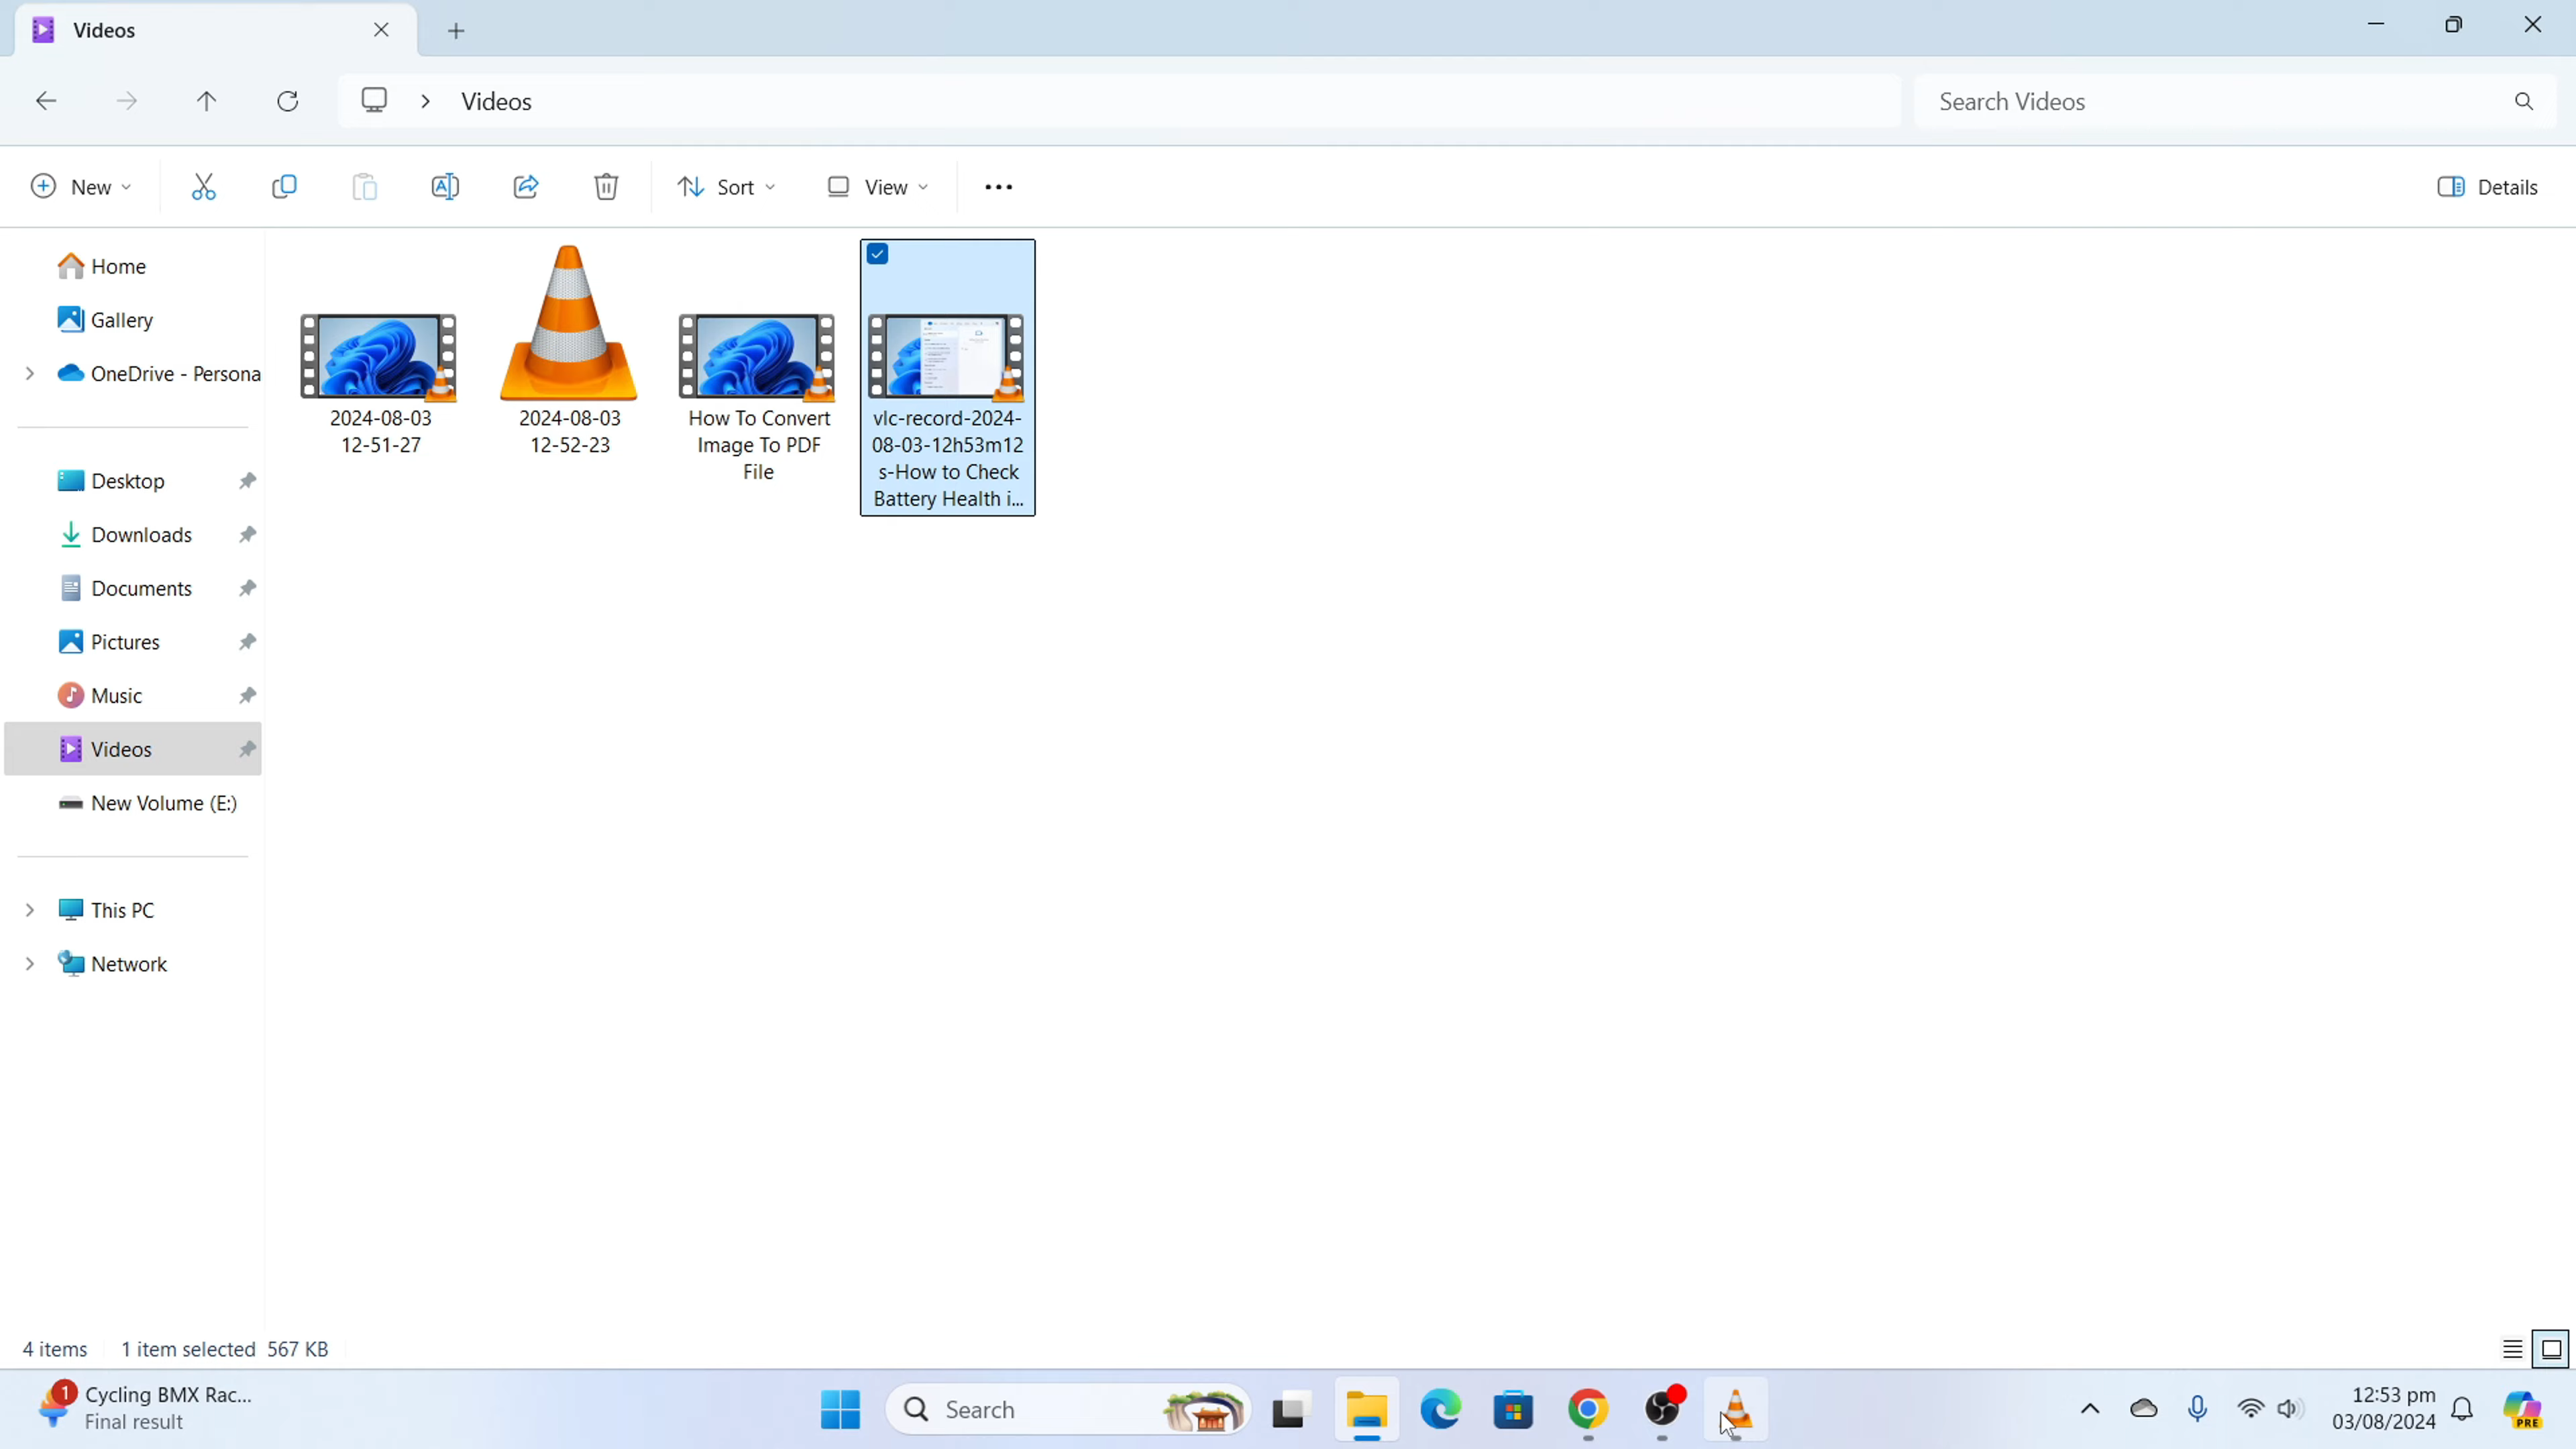 Videos
Videos
Search Videos
New
Sort
View
Details
Home
Gallery
OneDrive - Persona
Desktop
Downloads
Documents
Pictures
Music
Videos
New Volume (E:)
This PC
Network
2024-08-03
12-51-27
2024-08-03
12-52-23
How To Convert
Image To PDF
File
vlc-record-2024-
08-03-12h53m12
s-How to Check
Battery Health i...
4 items
1 item selected 567 KB
1
Cycling BMX Rac...
Final result
Search
12:53 pm
03/08/2024
PRE